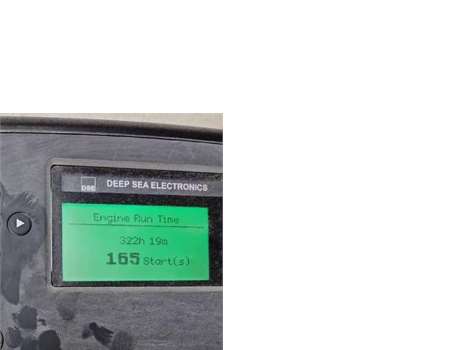 DSE DEEP SEA ELECTRONICS
Engine Run Time
322h 19m
165 Start(s)